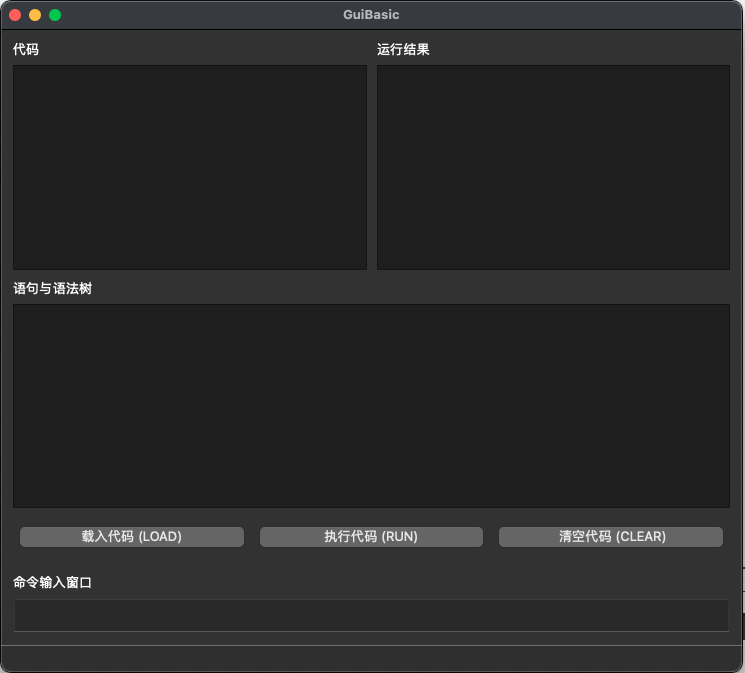 GuiBasic
代码
运行结果
语句与语法树
载入代码 (LOAD)
执行代码 (RUN)
清空代码 (CLEAR)
命令输入窗口